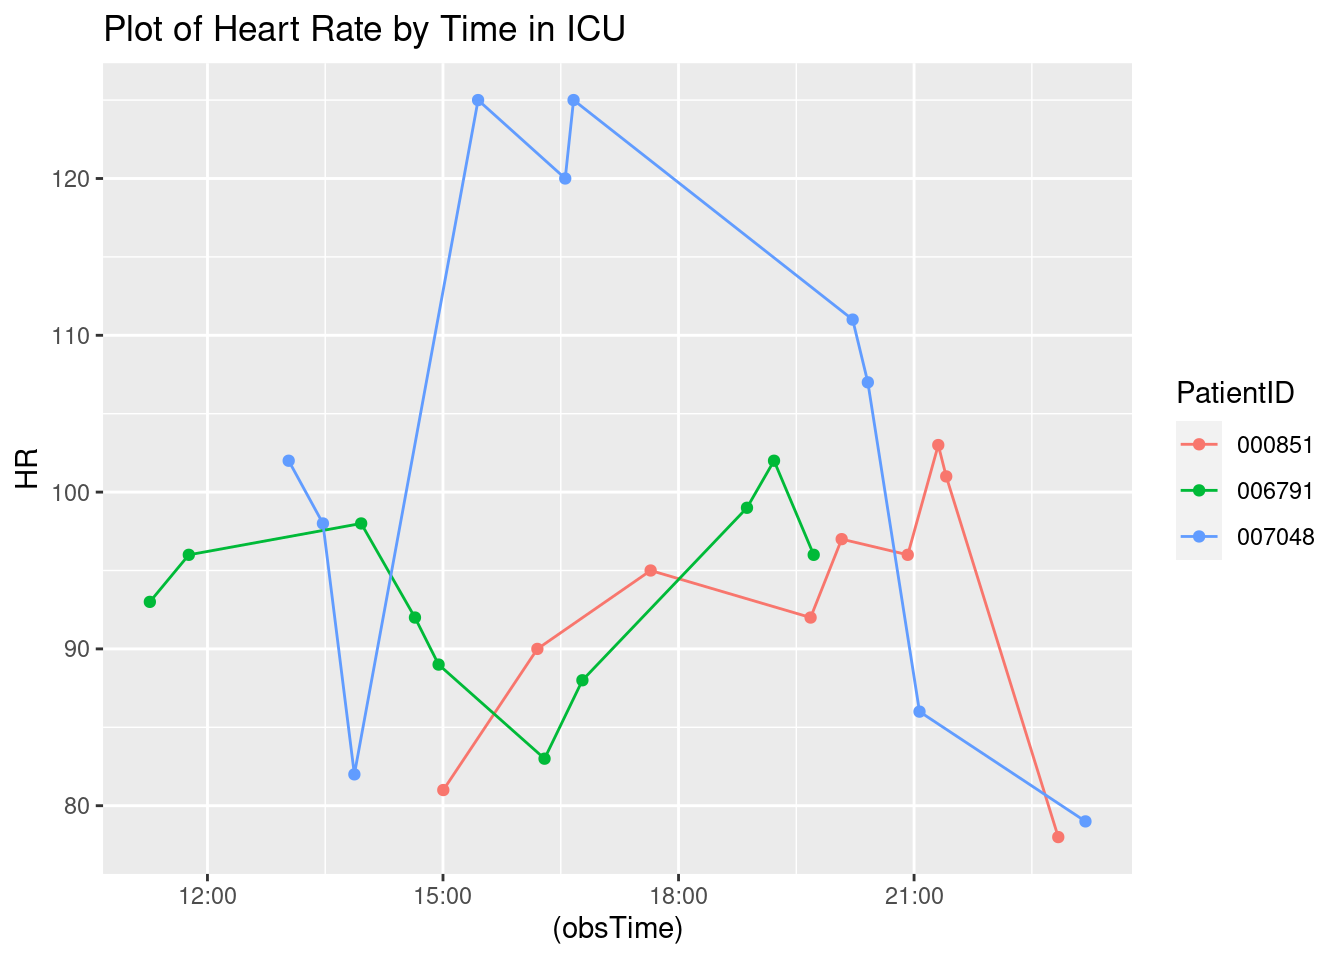 Plot of Heart Rate by Time in ICU
120
110
100
90
80
HR
12:00 15:00 18:00 21:00
(obsTime)
PatientID
000851
006791
007048